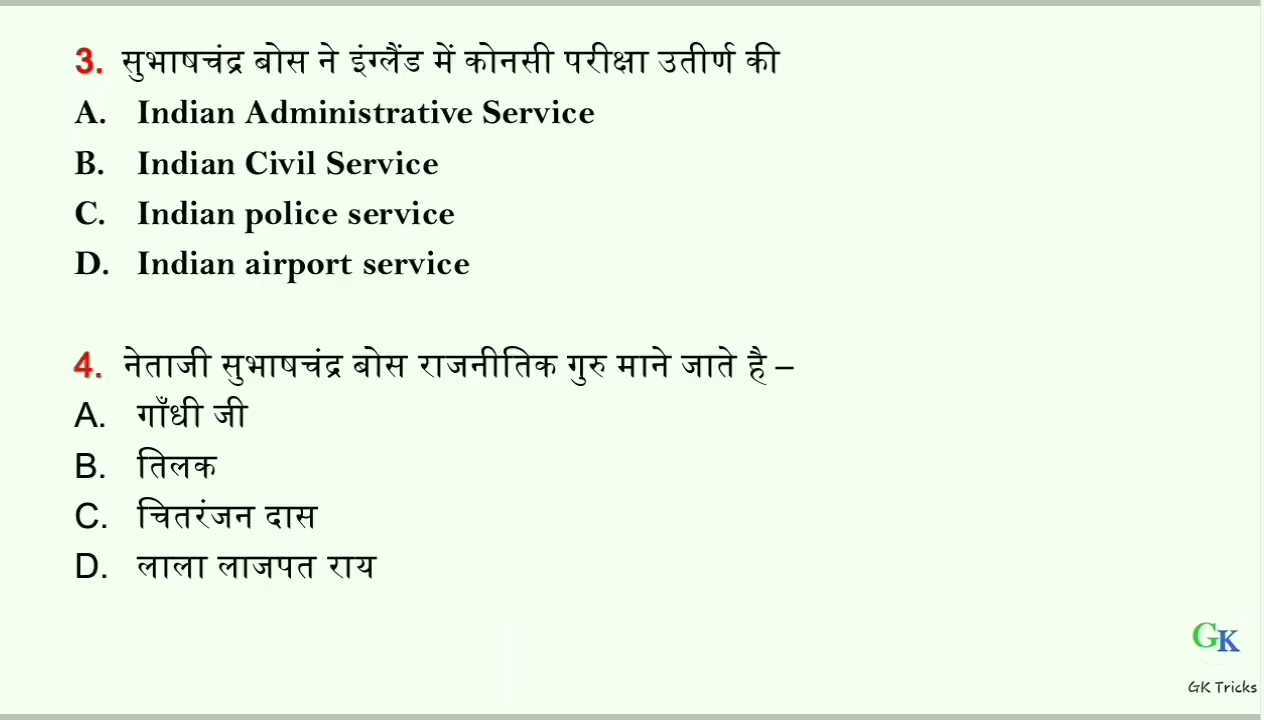 3. सुभाषचंद्र बोस ने इंग्लैंड में कोनसी परीक्षा उतीर्ण की
A. Indian Administrative Service
B. Indian Civil Service
C. Indian police service
D. Indian airport service
4. नेताजी सुभाषचंद्र बोस राजनीतिक गुरु माने जाते है –
A. गाँधी जी
B. तिलक
C. चितरंजन दास
D. लाला लाजपत राय
GK
GK Tricks